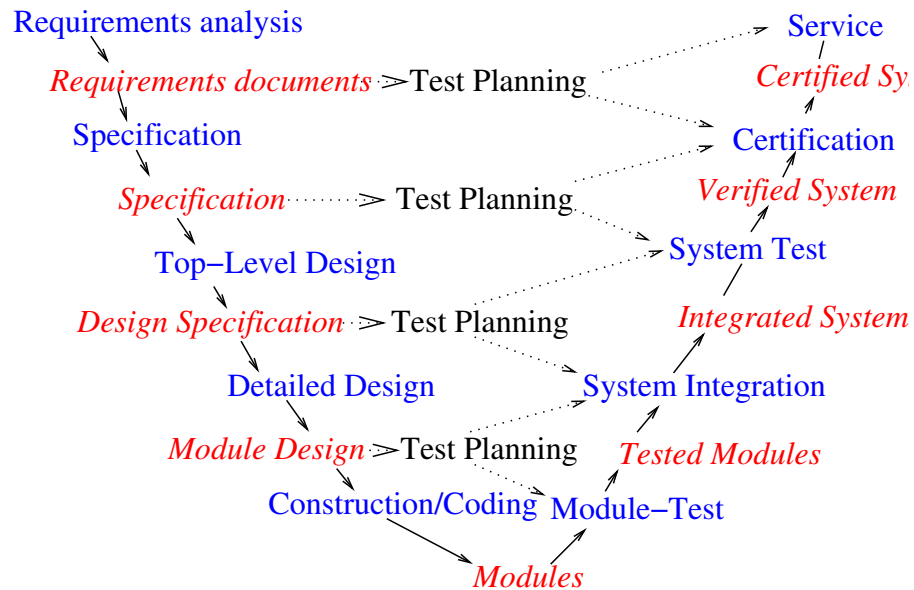 Requirements analysis
Service
Requirements documents
Test Planning
Certified Sy
Specification
Certification
Specification
Test Planning
Verified System
Top−Level Design
System Test
Design Specification
Test Planning
Integrated System
Detailed Design
System Integration
Module Design
Test Planning
Tested Modules
Construction/Coding
Module−Test
Modules